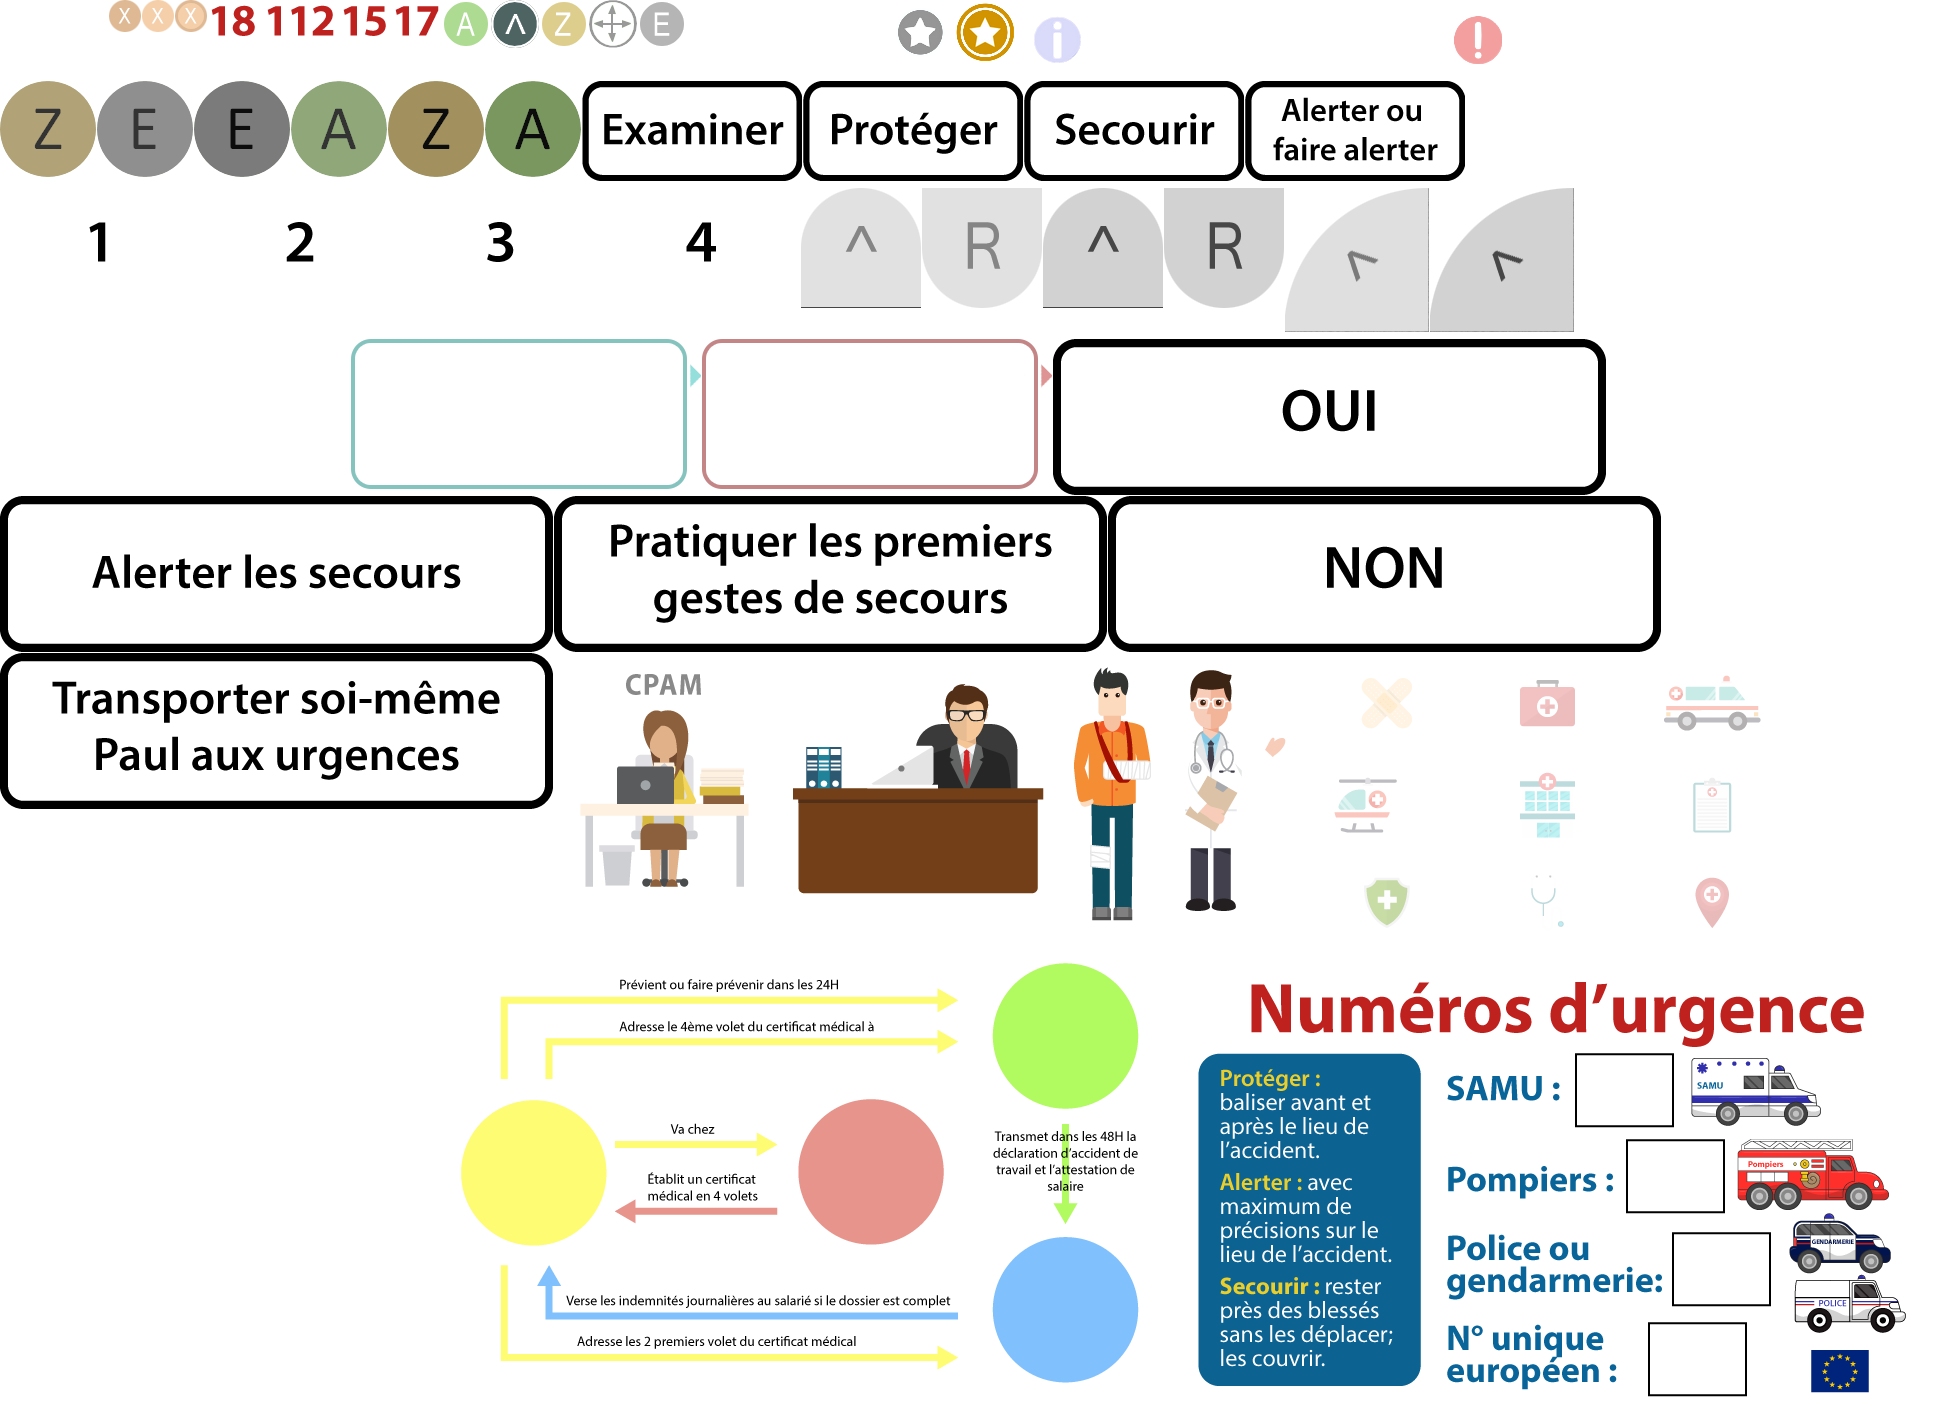 X X X 18 112 15 17 A Λ Z E
Z E E A Z A Examiner Protéger Secourir Alerter ou
faire alerter
1 2 3 4 ^ R ^ R ^ ^
OUI
Alerter les secours
Pratiquer les premiers
gestes de secours
NON
Transporter soi-même
Paul aux urgences
CPAM
Prévient ou faire prévenir dans les 24H
Adresse le 4ème volet du certificat médical à
Va chez
Établit un certificat
médical en 4 volets
Transmet dans les 48H la
déclaration d'accident de
travail et l'attestation de
salaire
Verse les indemnités journalières au salarié si le dossier est complet
Adresse les 2 premiers volet du certificat médical
Numéros d'urgence
Protéger :
baliser avant et
après le lieu de
l'accident.
Alerter : avec
maximum de
précisions sur le
lieu de l'accident.
Secourir : rester
près des blessés
sans les déplacer;
les couvrir.
SAMU :
SAMU
Pompiers :
Pompiers
Police ou
gendarmerie:
GENDARMERIE
POLICE
N° unique
européen :